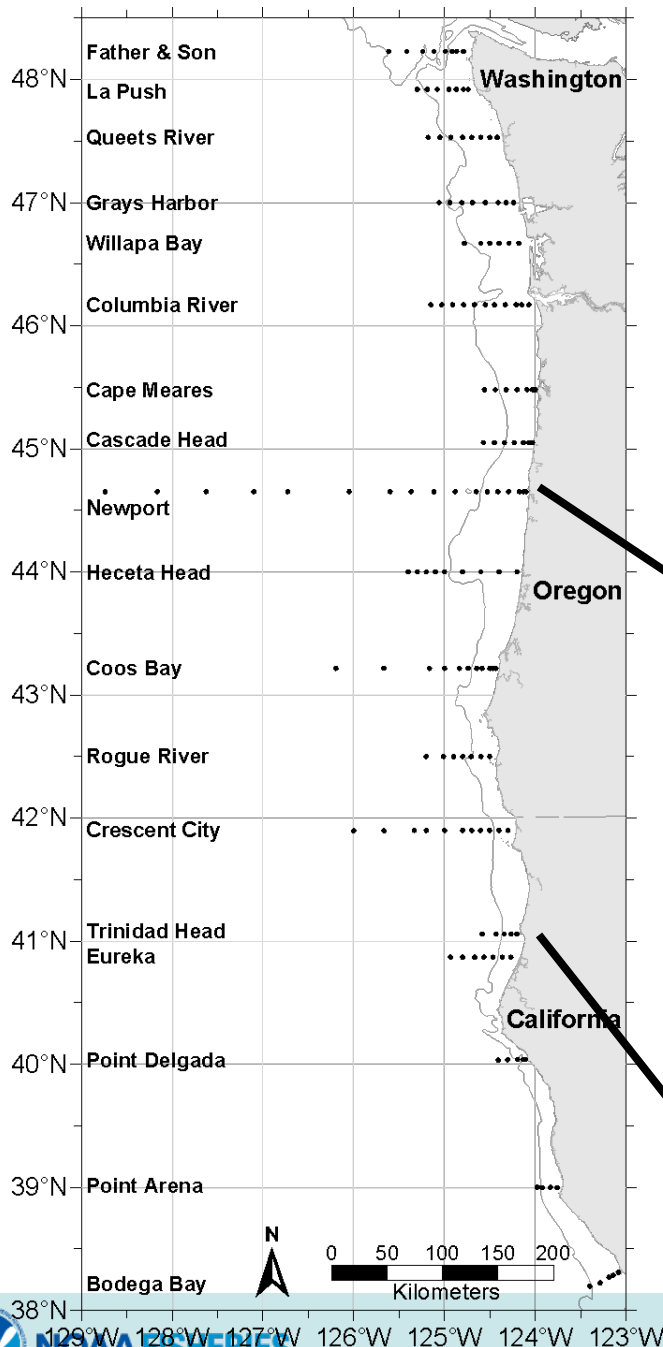 Father & Son
48°N
Washington
La Push
Queets River
47°N
Grays Harbor
Willapa Bay
Columbia River
46°N
Cape Meares
Cascade Head
45°N
Newport
44°N
Heceta Head
Oregon
Coos Bay
43°N
Rogue River
42°N
Crescent City
41°N
Trinidad Head
Eureka
California
40°N
Point Delgada
39°N
Point Arena
N
0 50 100 150 200
Kilometers
Bodega Bay
38°N
129°W 128°W 127°W 126°W 125°W 124°W 123°W
NOAA FISHERIES